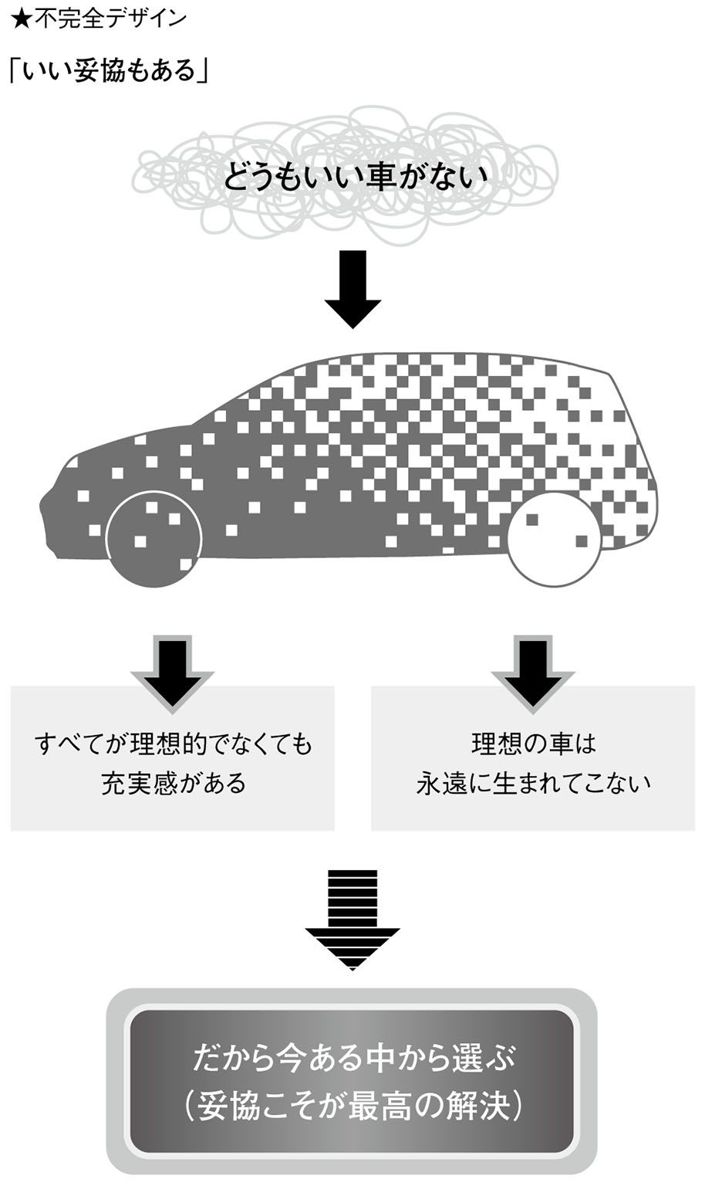 ★不完全デザイン
「いい妥協もある」
どうもいい車がない
すべてが理想的でなくても
充実感がある
理想の車は
永遠に生まれてこない
だから今ある中から選ぶ
（妥協こそが最高の解決）